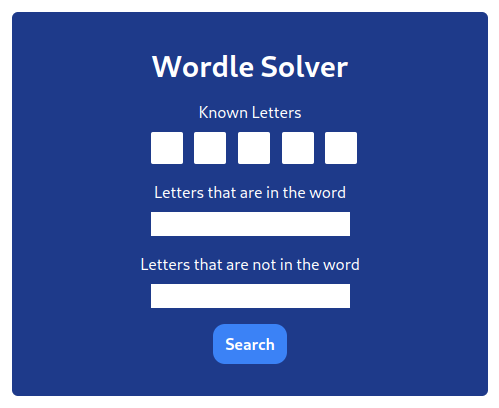 Wordle Solver
Known Letters
Letters that are in the word
Letters that are not in the word
Search